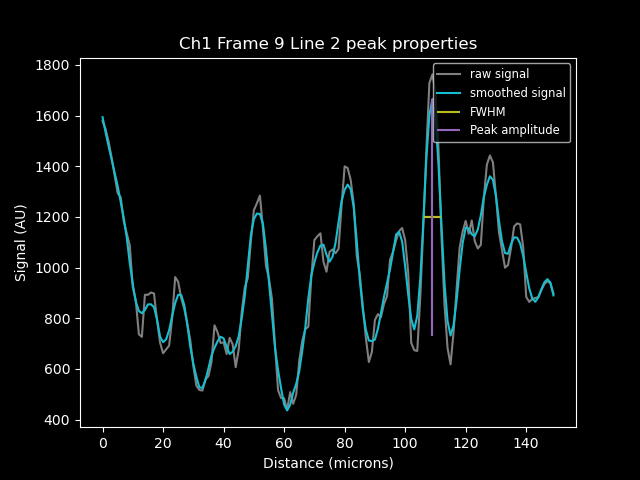 Ch1 Frame 9 Line 2 peak properties
raw signal
smoothed signal
FWHM
Peak amplitude
Signal (AU)
1800
1600
1400
1200
1000
800
600
400
0 20 40 60 80 100 120 140
Distance (microns)